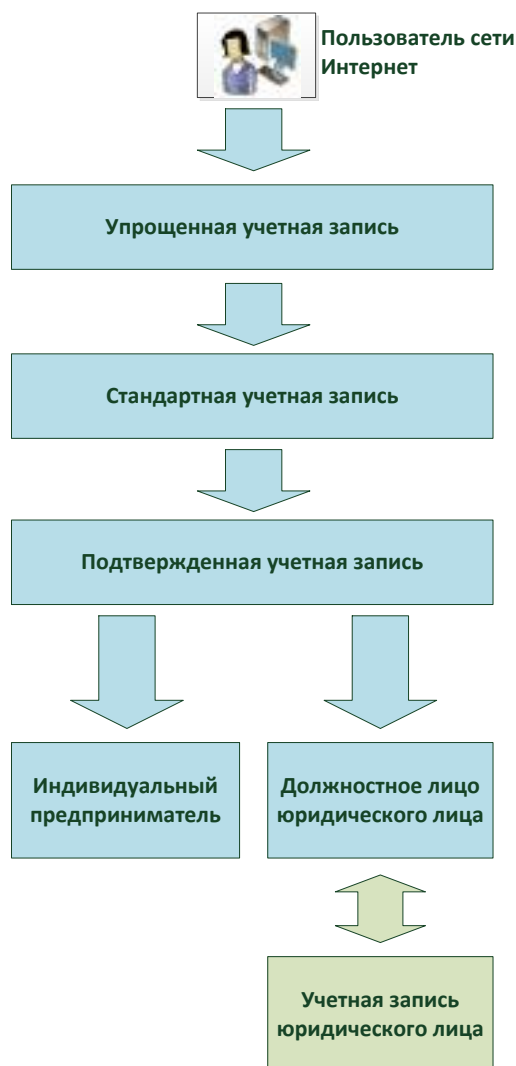 Пользователь сети
Интернет
Упрощенная учетная запись
Стандартная учетная запись
Подтвержденная учетная запись
Индивидуальный
предприниматель
Должностное лицо
юридического лица
Учетная запись
юридического лица